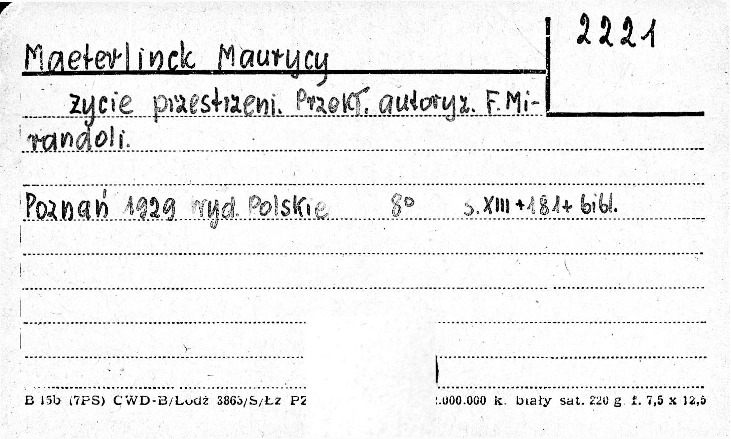 2221
Maeterlinck Maurycy
życie przestrzeni. Przekł. autoryz. F. Mi-
randoli.
Poznań 1929 wyd. Polskie 8° s. XIII + 181 + bibl.
B 15b (7PS) CWD-B/Łódź 3865/S/Łż PZ .000.000 k. biały sat. 220 g. f. 7,5 x 12,5